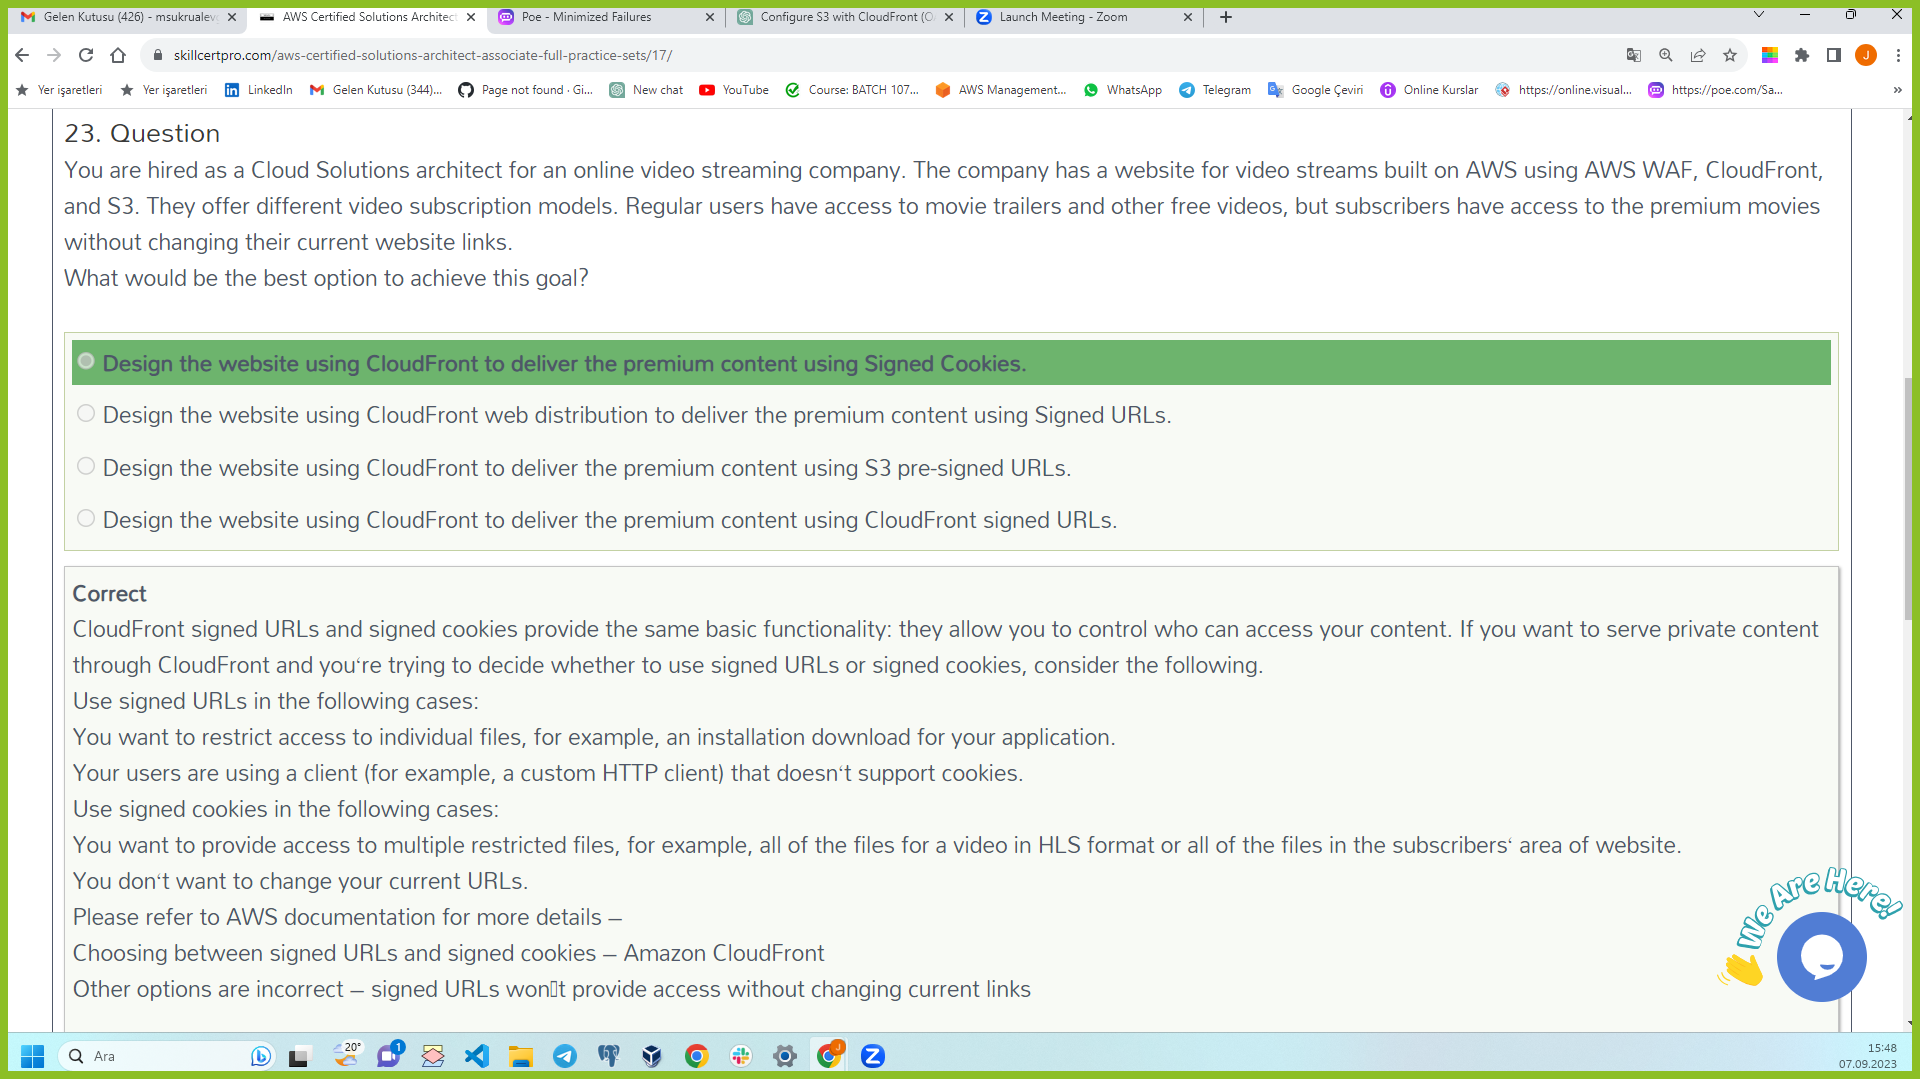 Gelen Kutusu (426) - msukrualev
AWS Certified Solutions Architect
Poe - Minimized Failures
Configure S3 with CloudFront (O
Launch Meeting - Zoom
skillcertpro.com/aws-certified-solutions-architect-associate-full-practice-sets/17/
J
Yer işaretleri
Yer işaretleri
LinkedIn
Gelen Kutusu (344)...
Page not found · Gi...
New chat
YouTube
Course: BATCH 107...
AWS Management...
WhatsApp
Telegram
Google Çeviri
Online Kurslar
https://online.visual...
https://poe.com/Sa...
23. Question
You are hired as a Cloud Solutions architect for an online video streaming company. The company has a website for video streams built on AWS using AWS WAF, CloudFront,
and S3. They offer different video subscription models. Regular users have access to movie trailers and other free videos, but subscribers have access to the premium movies
without changing their current website links.
What would be the best option to achieve this goal?
Design the website using CloudFront to deliver the premium content using Signed Cookies.
Design the website using CloudFront web distribution to deliver the premium content using Signed URLs.
Design the website using CloudFront to deliver the premium content using S3 pre-signed URLs.
Design the website using CloudFront to deliver the premium content using CloudFront signed URLs.
Correct
CloudFront signed URLs and signed cookies provide the same basic functionality: they allow you to control who can access your content. If you want to serve private content
through CloudFront and you‘re trying to decide whether to use signed URLs or signed cookies, consider the following.
Use signed URLs in the following cases:
You want to restrict access to individual files, for example, an installation download for your application.
Your users are using a client (for example, a custom HTTP client) that doesn‘t support cookies.
Use signed cookies in the following cases:
You want to provide access to multiple restricted files, for example, all of the files for a video in HLS format or all of the files in the subscribers‘ area of website.
You don‘t want to change your current URLs.
Please refer to AWS documentation for more details –
Choosing between signed URLs and signed cookies – Amazon CloudFront
Other options are incorrect – signed URLs won▯t provide access without changing current links
We Are Here!
Ara
20°
1
J
15:48
07.09.2023